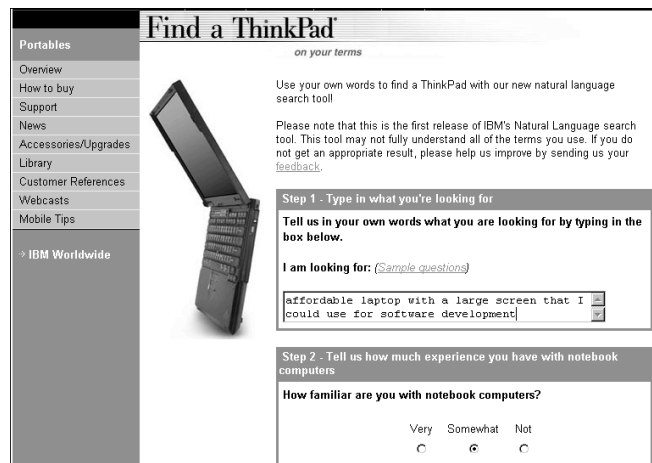 Find a ThinkPad
on your terms
Portables
Overview
How to buy
Support
News
Accessories/Upgrades
Library
Customer References
Webcasts
Mobile Tips
IBM Worldwide
Use your own words to find a ThinkPad with our new natural language
search tool!
Please note that this is the first release of IBM's Natural Language search
tool. This tool may not fully understand all of the terms you use. If you do
not get an appropriate result, please help us improve by sending us your
feedback.
Step 1 - Type in what you're looking for
Tell us in your own words what you are looking for by typing in the
box below.
I am looking for: (Sample questions)
affordable laptop with a large screen that I
could use for software development
Step 2 - Tell us how much experience you have with notebook
computers
How familiar are you with notebook computers?
Very Somewhat Not